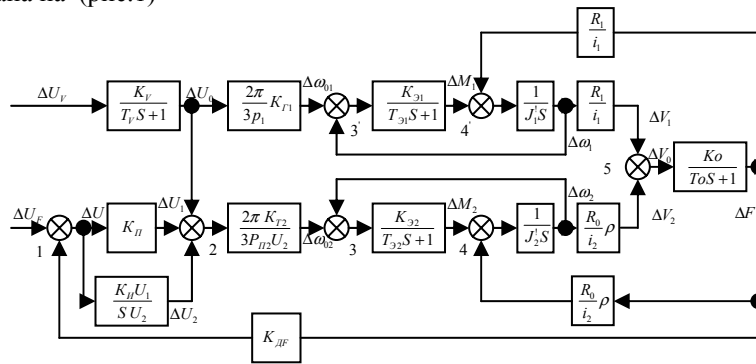 ана на (рис.1)
R₁
i₁
ΔU_V
K_V
T_V S+1
ΔU₀
2π
3p₁
K_Г1
Δω₀₁
3'
K_Э1
T_Э1 S+1
ΔM₁
4'
1
J₁' S
R₁
i₁
Δω₁
ΔV₁
5
ΔV₀
Ko
ToS+1
ΔF
ΔV₂
ΔU_F
1
ΔU
K_П
ΔU₁
2
2π K_Г2
3P_П2 U₂
Δω₀₂
3
K_Э2
T_Э2 S+1
ΔM₂
4
1
J₂' S
Δω₂
R₀
i₂
ρ
K_И U₁
S U₂
ΔU₂
R₀
i₂
ρ
K_ДF